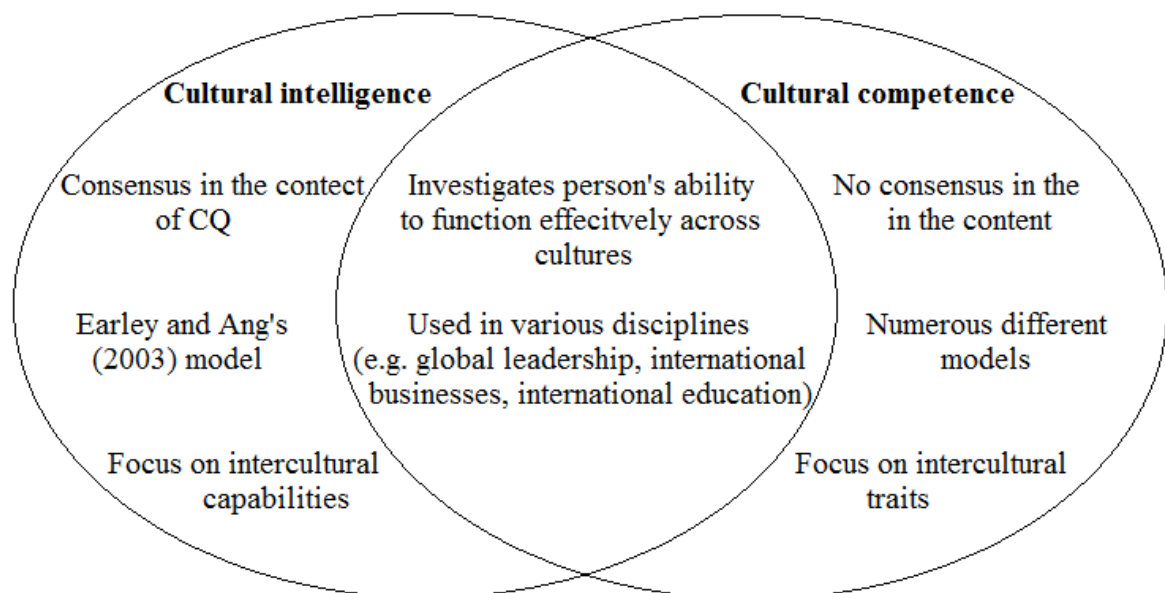 Cultural intelligence
Consensus in the contect
of CQ
Earley and Ang's
(2003) model
Focus on intercultural
capabilities
Investigates person's ability
to function effecitvely across
cultures
Used in various disciplines
(e.g. global leadership, international
businesses, international education)
Cultural competence
No consensus in the
in the content
Numerous different
models
Focus on intercultural
traits